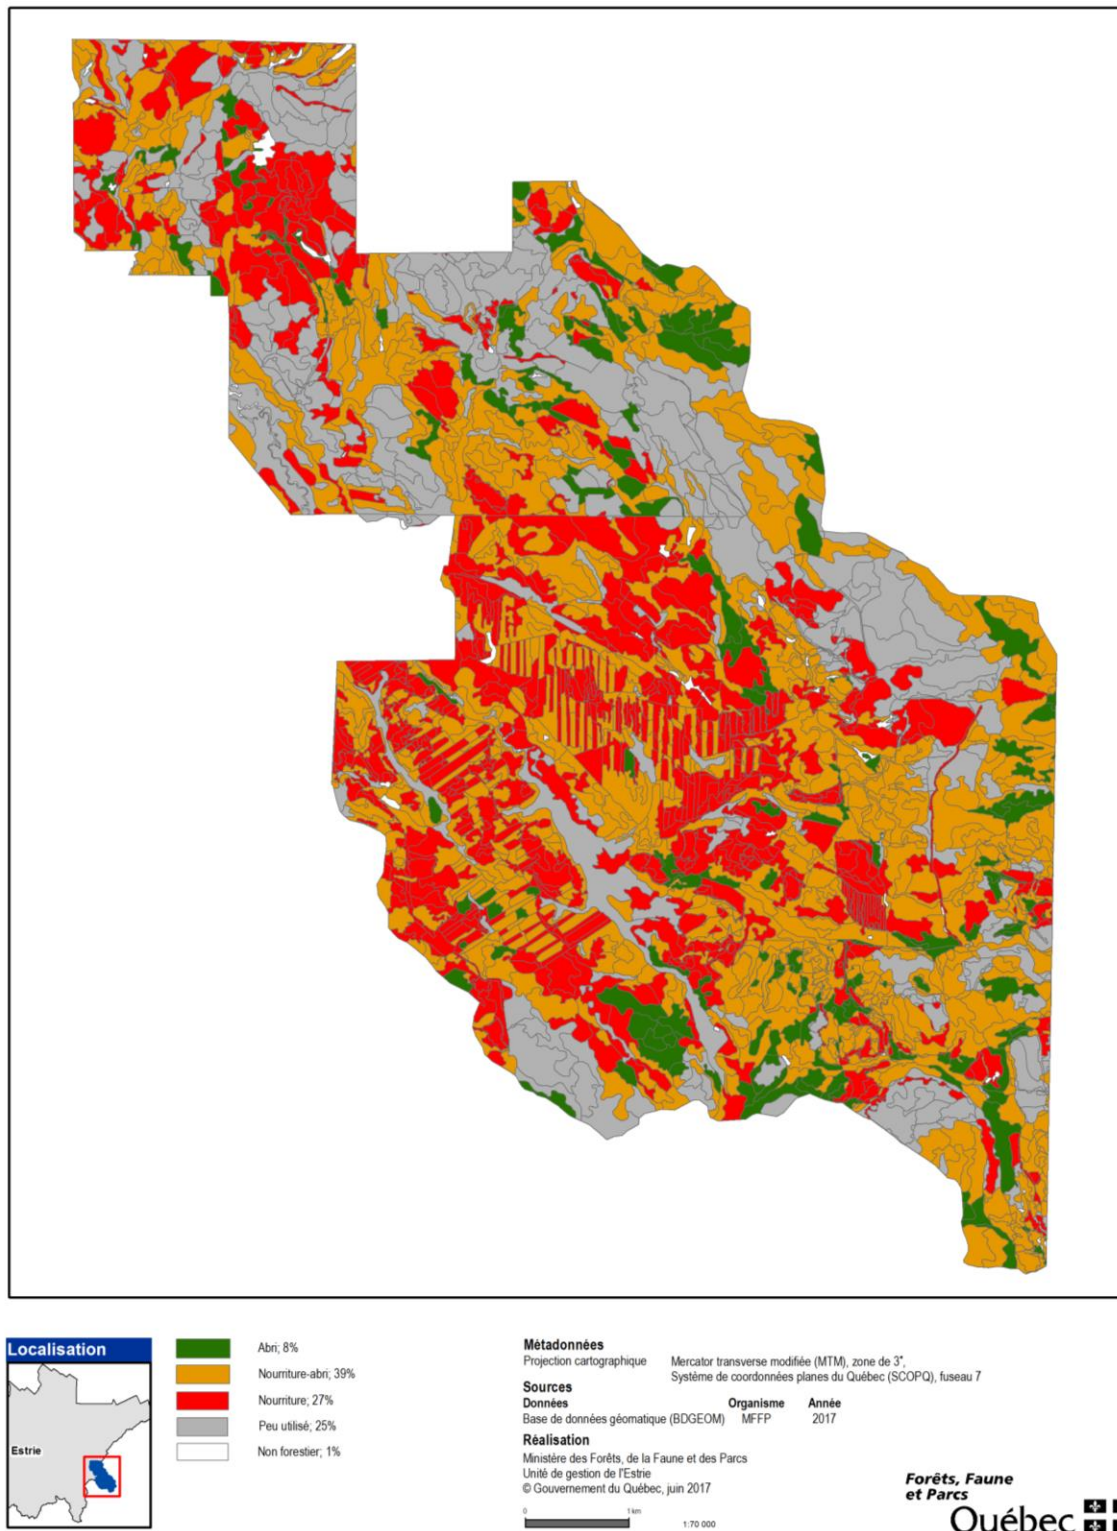 Localisation
Estrie
Abri; 8%
Nourriture-abri; 39%
Nourriture; 27%
Peu utilisé; 25%
Non forestier; 1%
Métadonnées
Projection cartographique Mercator transverse modifiée (MTM), zone de 3°,
Système de coordonnées planes du Québec (SCOPQ), fuseau 7
Sources
Données Organisme Année
Base de données géomatique (BDGEOM) MFFP 2017
Réalisation
Ministère des Forêts, de la Faune et des Parcs
Unité de gestion de l'Estrie
© Gouvernement du Québec, juin 2017
0 1 km
1:70 000
Forêts, Faune
et Parcs
Québec